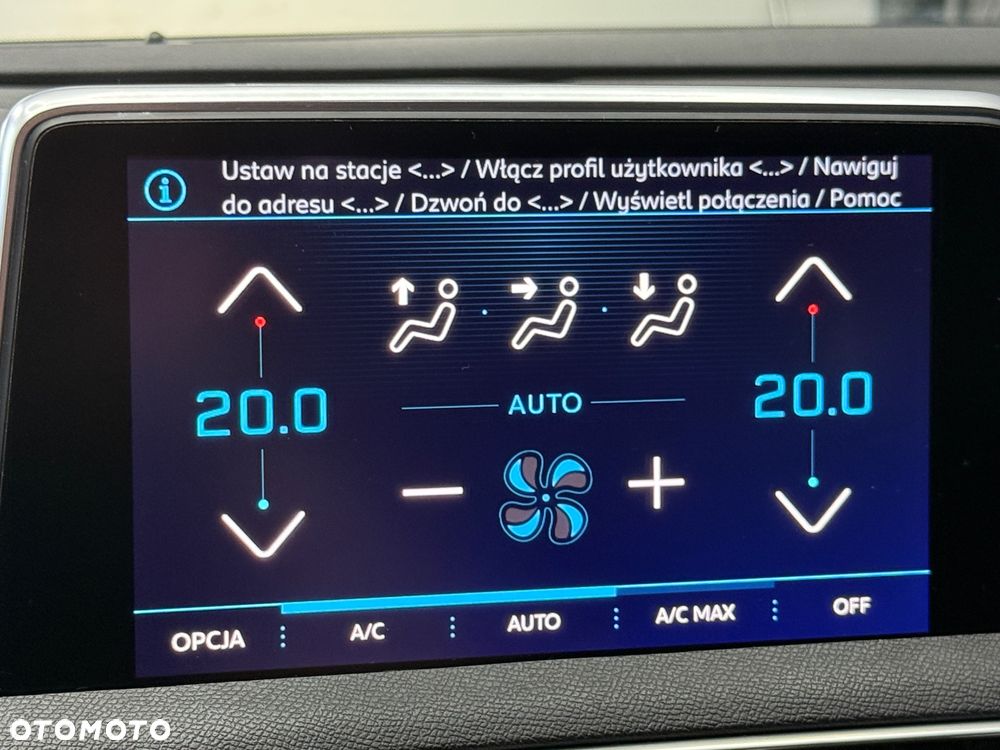 Ustaw na stacje <...> / Włącz profil użytkownika <...> / Nawiguj
do adresu <...> / Dzwoń do <...> / Wyświetl połączenia / Pomoc
20.0
20.0
AUTO
OPCJA
A/C
AUTO
A/C MAX
OFF
OTOMOTO